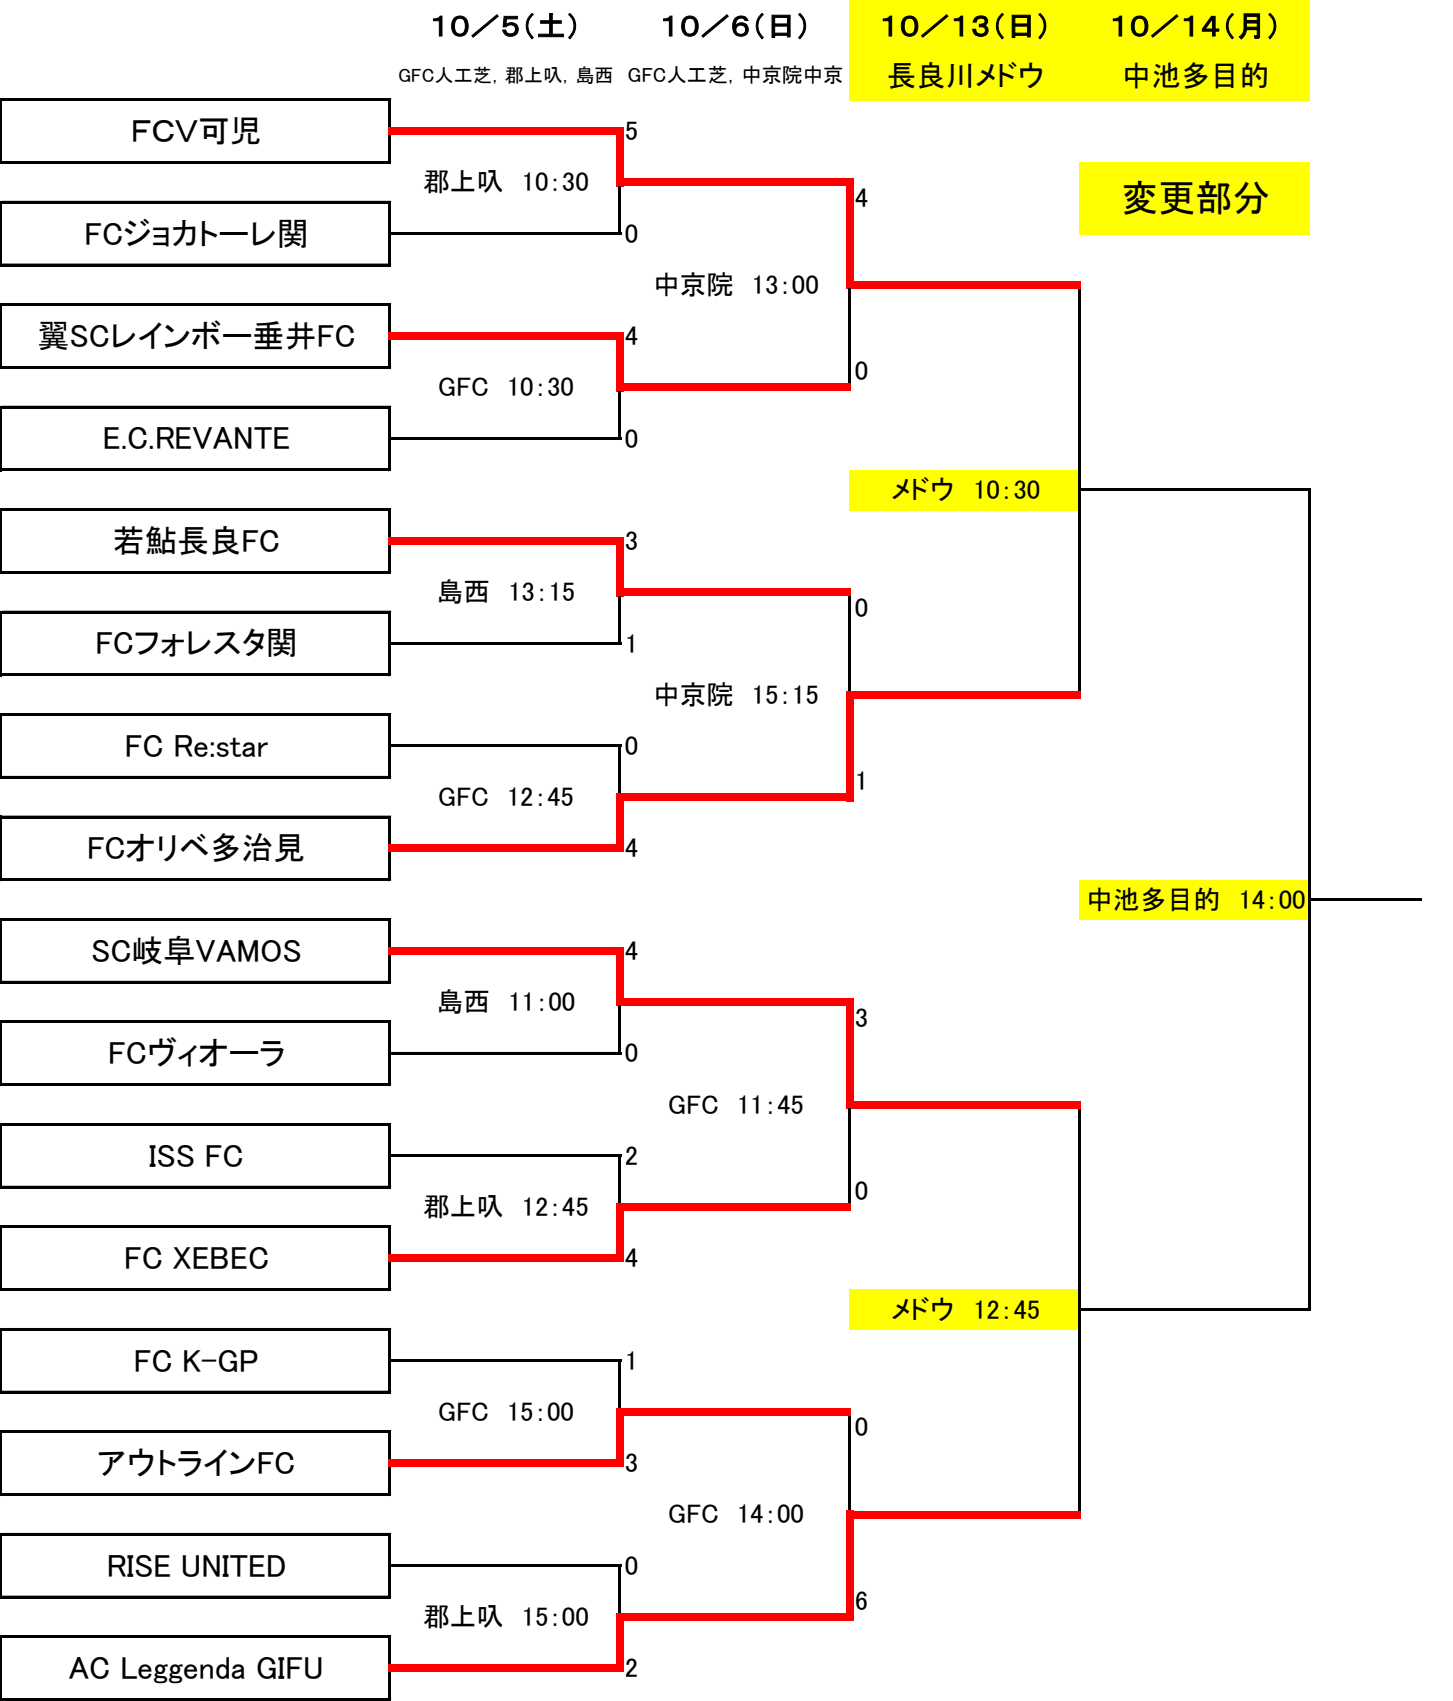 10／5(土) 10／6(日) 10／13(日) 10／14(月)
GFC人工芝, 郡上叺, 島西 GFC人工芝, 中京院中京 長良川メドウ 中池多目的
FCV可児 5
郡上叺 10:30 4 変更部分
FCジョカトーレ関 0
中京院 13:00
翼SCレインボー垂井FC 4
GFC 10:30 0
E.C.REVANTE 0
メドウ 10:30
若鮎長良FC 3
島西 13:15 0
FCフォレスタ関 1
中京院 15:15
FC Re:star 0
GFC 12:45 1
FCオリベ多治見 4
中池多目的 14:00
SC岐阜VAMOS 4
島西 11:00 3
FCヴィオーラ 0
GFC 11:45
ISS FC 2
郡上叺 12:45 0
FC XEBEC 4
メドウ 12:45
FC K-GP 1
GFC 15:00 0
アウトラインFC 3
GFC 14:00
RISE UNITED 0
郡上叺 15:00 6
AC Leggenda GIFU 2